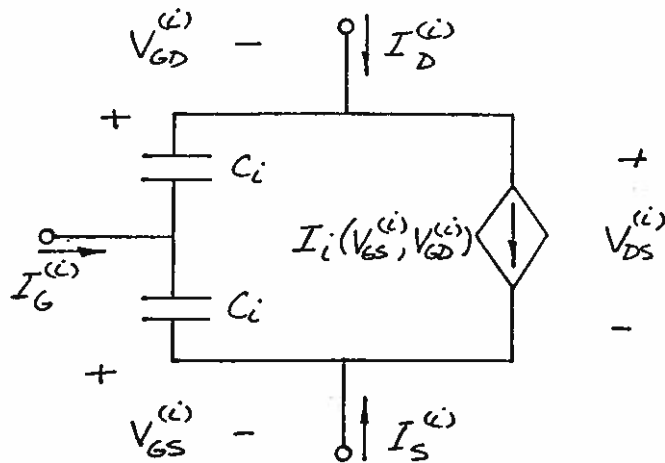 V_GD^(i) − I_D^(i)
+
C_i
+
I_i(V_GS^(i), V_GD^(i))
V_DS^(i)
I_G^(i)
C_i
−
+
V_GS^(i) − I_S^(i)